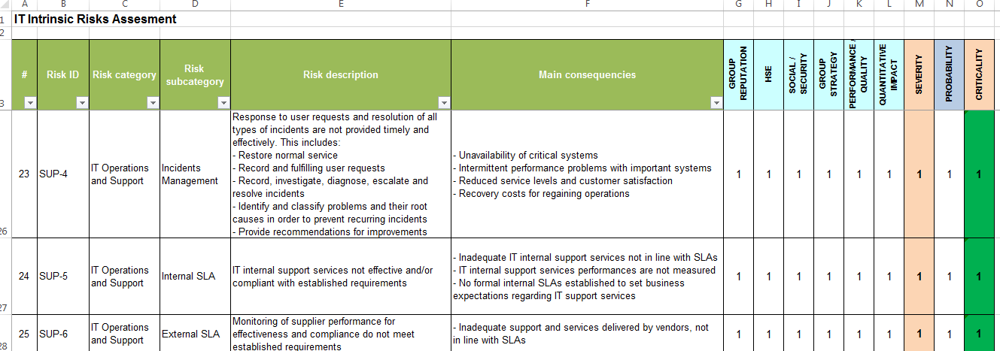 A B C D E F G H I J K L M N O
1 IT Intrinsic Risks Assesment
2
3
#
Risk ID
Risk category
Risk
subcategory
Risk description
Main consequencies
GROUP
REPUTATION
HSE
SOCIAL /
SECURITY
GROUP
STRATEGY
PERFORMANCE /
QUALITY
QUANTITATIVE
IMPACT
SEVERITY
PROBABILITY
CRITICALITY
26
23
SUP-4
IT Operations
and Support
Incidents
Management
Response to user requests and resolution of all
types of incidents are not provided timely and
effectively. This includes:
- Restore normal service
- Record and fulfilling user requests
- Record, investigate, diagnose, escalate and
resolve incidents
- Identify and classify problems and their root
causes in order to prevent recurring incidents
- Provide recommendations for improvements
- Unavailability of critical systems
- Intermittent performance problems with important systems
- Reduced service levels and customer satisfaction
- Recovery costs for regaining operations
1 1 1 1 1 1 1 1 1
27
24
SUP-5
IT Operations
and Support
Internal SLA
IT internal support services not effective and/or
compliant with established requirements
- Inadequate IT internal support services not in line with SLAs
- IT internal support services performances are not measured
- No formal internal SLAs established to set business
expectations regarding IT support services
1 1 1 1 1 1 1 1 1
28
25
SUP-6
IT Operations
and Support
External SLA
Monitoring of supplier performance for
effectiveness and compliance do not meet
established requirements
- Inadequate support and services delivered by vendors, not
in line with SLAs
1 1 1 1 1 1 1 1 1